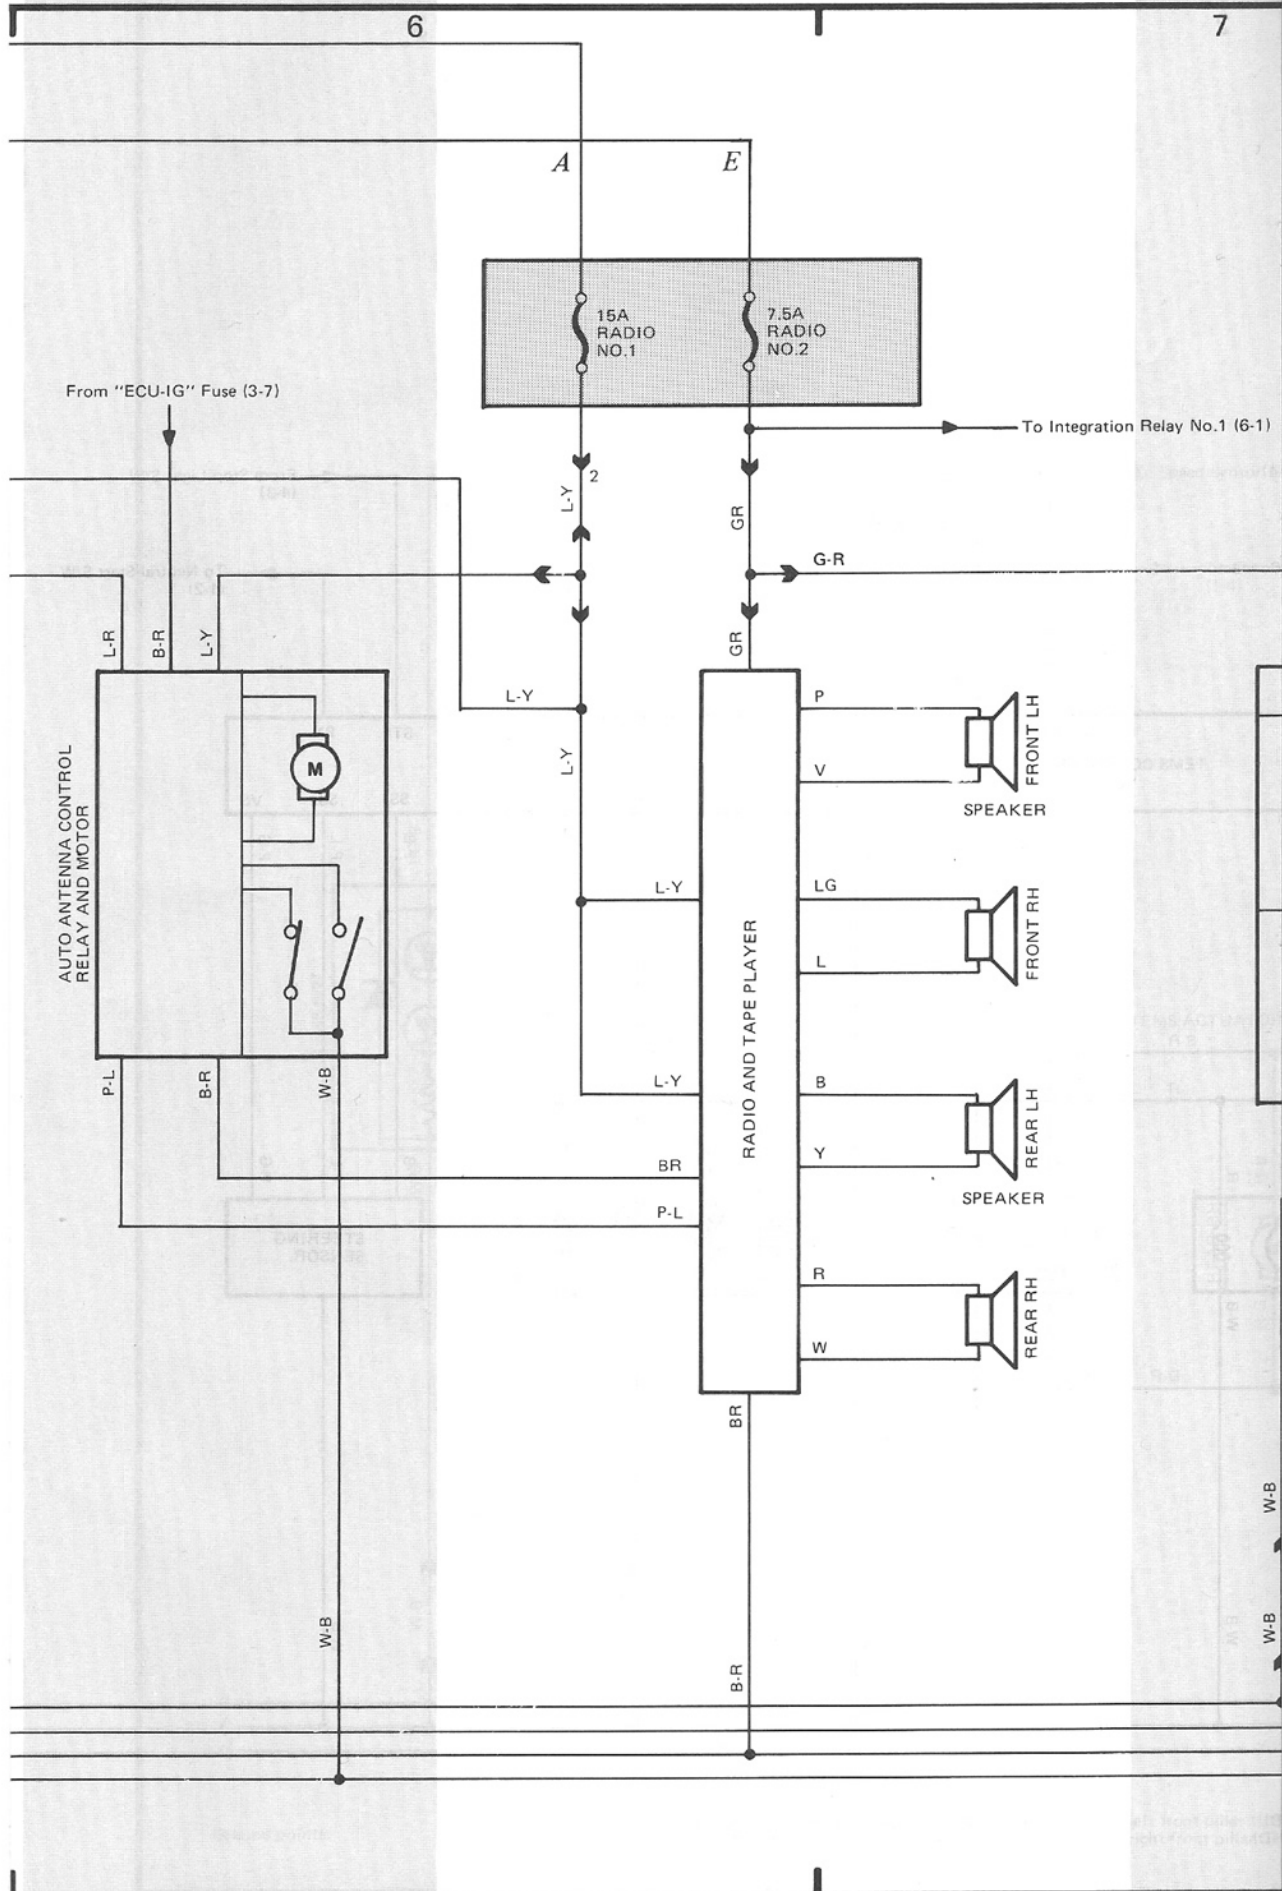 6
7
A
E
15A
RADIO
NO.1
7.5A
RADIO
NO.2
From "ECU-IG" Fuse (3-7)
To Integration Relay No.1 (6-1)
2
L-Y
GR
G-R
L-R
B-R
L-Y
GR
L-Y
L-Y
P
V
FRONT LH
SPEAKER
M
AUTO ANTENNA CONTROL
RELAY AND MOTOR
L-Y
LG
L
FRONT RH
RADIO AND TAPE PLAYER
P-L
B-R
W-B
L-Y
B
Y
REAR LH
SPEAKER
BR
P-L
R
W
REAR RH
BR
W-B
W-B
W-B
B-R